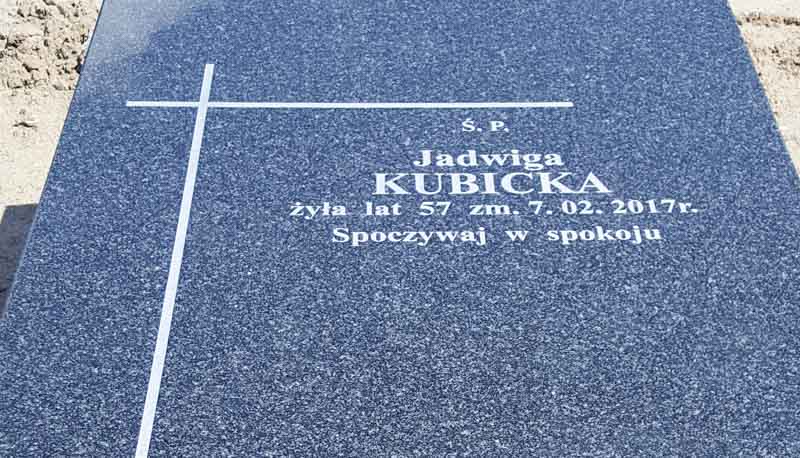 Ś. P.
Jadwiga
KUBICKA
żyła lat 57 zm. 7. 02. 2017r.
Spoczywaj w spokoju